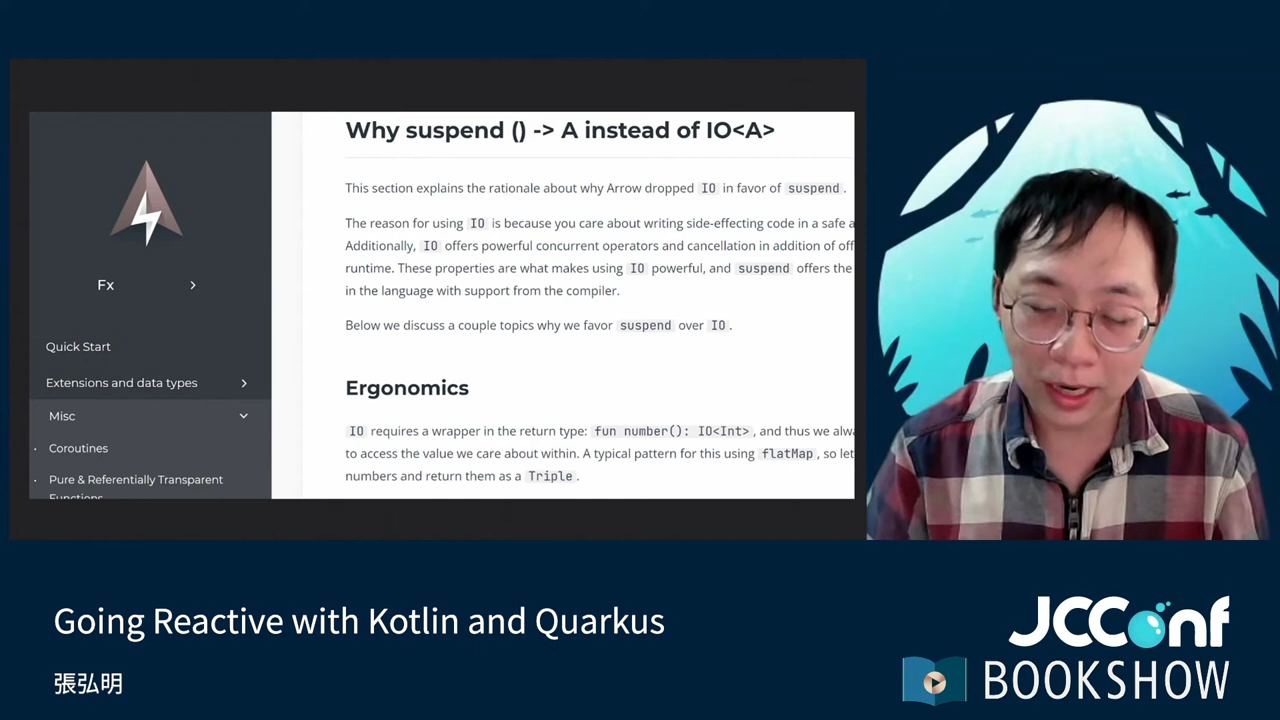 Why suspend () -> A instead of IO<A>
This section explains the rationale about why Arrow dropped IO in favor of suspend.
The reason for using IO is because you care about writing side-effecting code in a safe a
Additionally, IO offers powerful concurrent operators and cancellation in addition of off
runtime. These properties are what makes using IO powerful, and suspend offers the
in the language with support from the compiler.
Below we discuss a couple topics why we favor suspend over IO.
Ergonomics
IO requires a wrapper in the return type: fun number(): IO<Int>, and thus we alwa
to access the value we care about within. A typical pattern for this using flatMap, so let
numbers and return them as a Triple.
Fx
Quick Start
Extensions and data types
Misc
Coroutines
Pure & Referentially Transparent
Functions
Going Reactive with Kotlin and Quarkus
張弘明
JCConf
BOOKSHOW